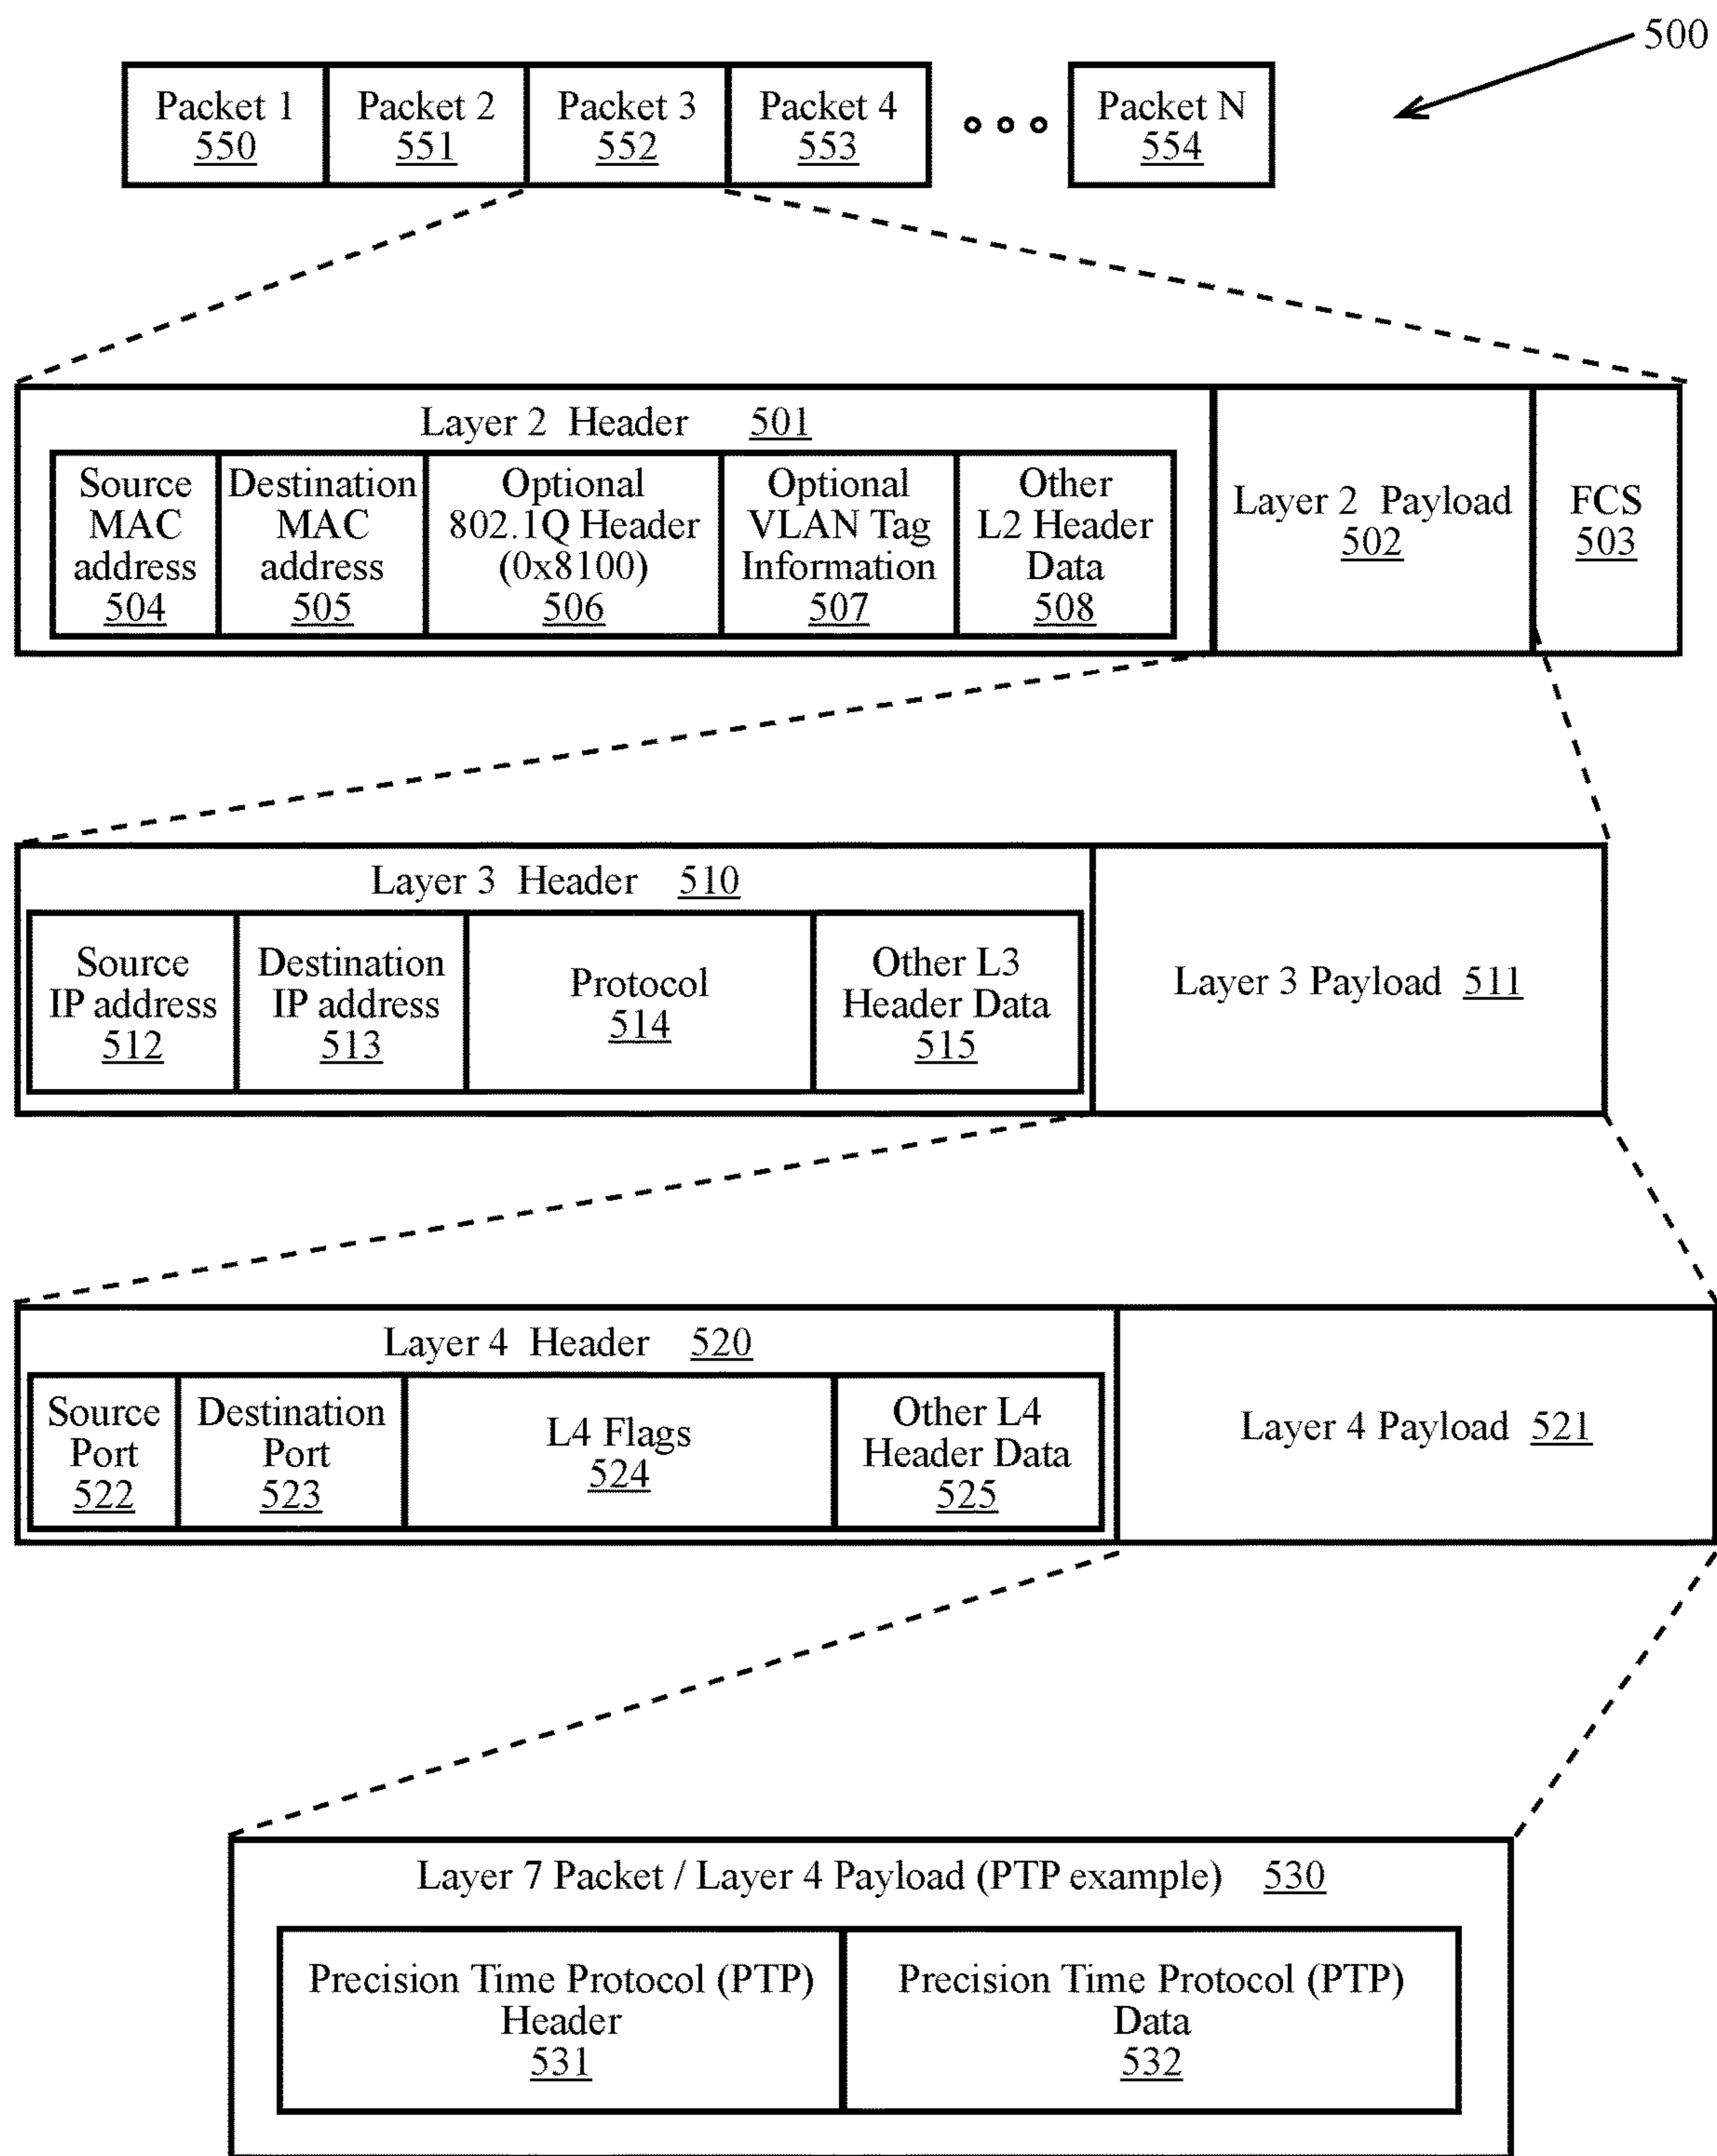 500
Packet 1
550
Packet 2
551
Packet 3
552
Packet 4
553
Packet N
554
Layer 2 Header 501
Source
MAC
address
504
Destination
MAC
address
505
Optional
802.1Q Header
(0x8100)
506
Optional
VLAN Tag
Information
507
Other
L2 Header
Data
508
Layer 2 Payload
502
FCS
503
Layer 3 Header 510
Source
IP address
512
Destination
IP address
513
Protocol
514
Other L3
Header Data
515
Layer 3 Payload 511
Layer 4 Header 520
Source
Port
522
Destination
Port
523
L4 Flags
524
Other L4
Header Data
525
Layer 4 Payload 521
Layer 7 Packet / Layer 4 Payload (PTP example) 530
Precision Time Protocol (PTP)
Header
531
Precision Time Protocol (PTP)
Data
532